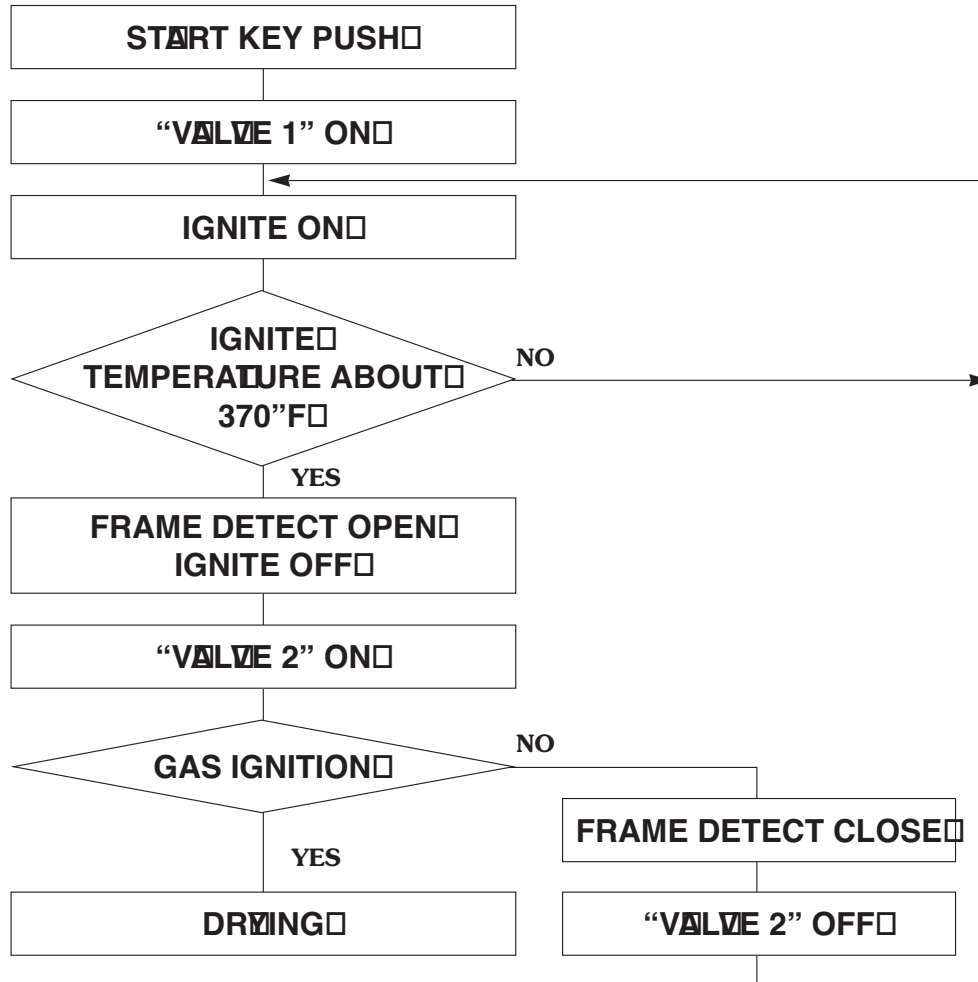 START KEY PUSH
“VALVE 1” ON
IGNITE ON
IGNITE
TEMPERATURE ABOUT
370”F
NO
YES
FRAME DETECT OPEN
IGNITE OFF
“VALVE 2” ON
GAS IGNITION
NO
FRAME DETECT CLOSE
YES
DRYING
“VALVE 2” OFF